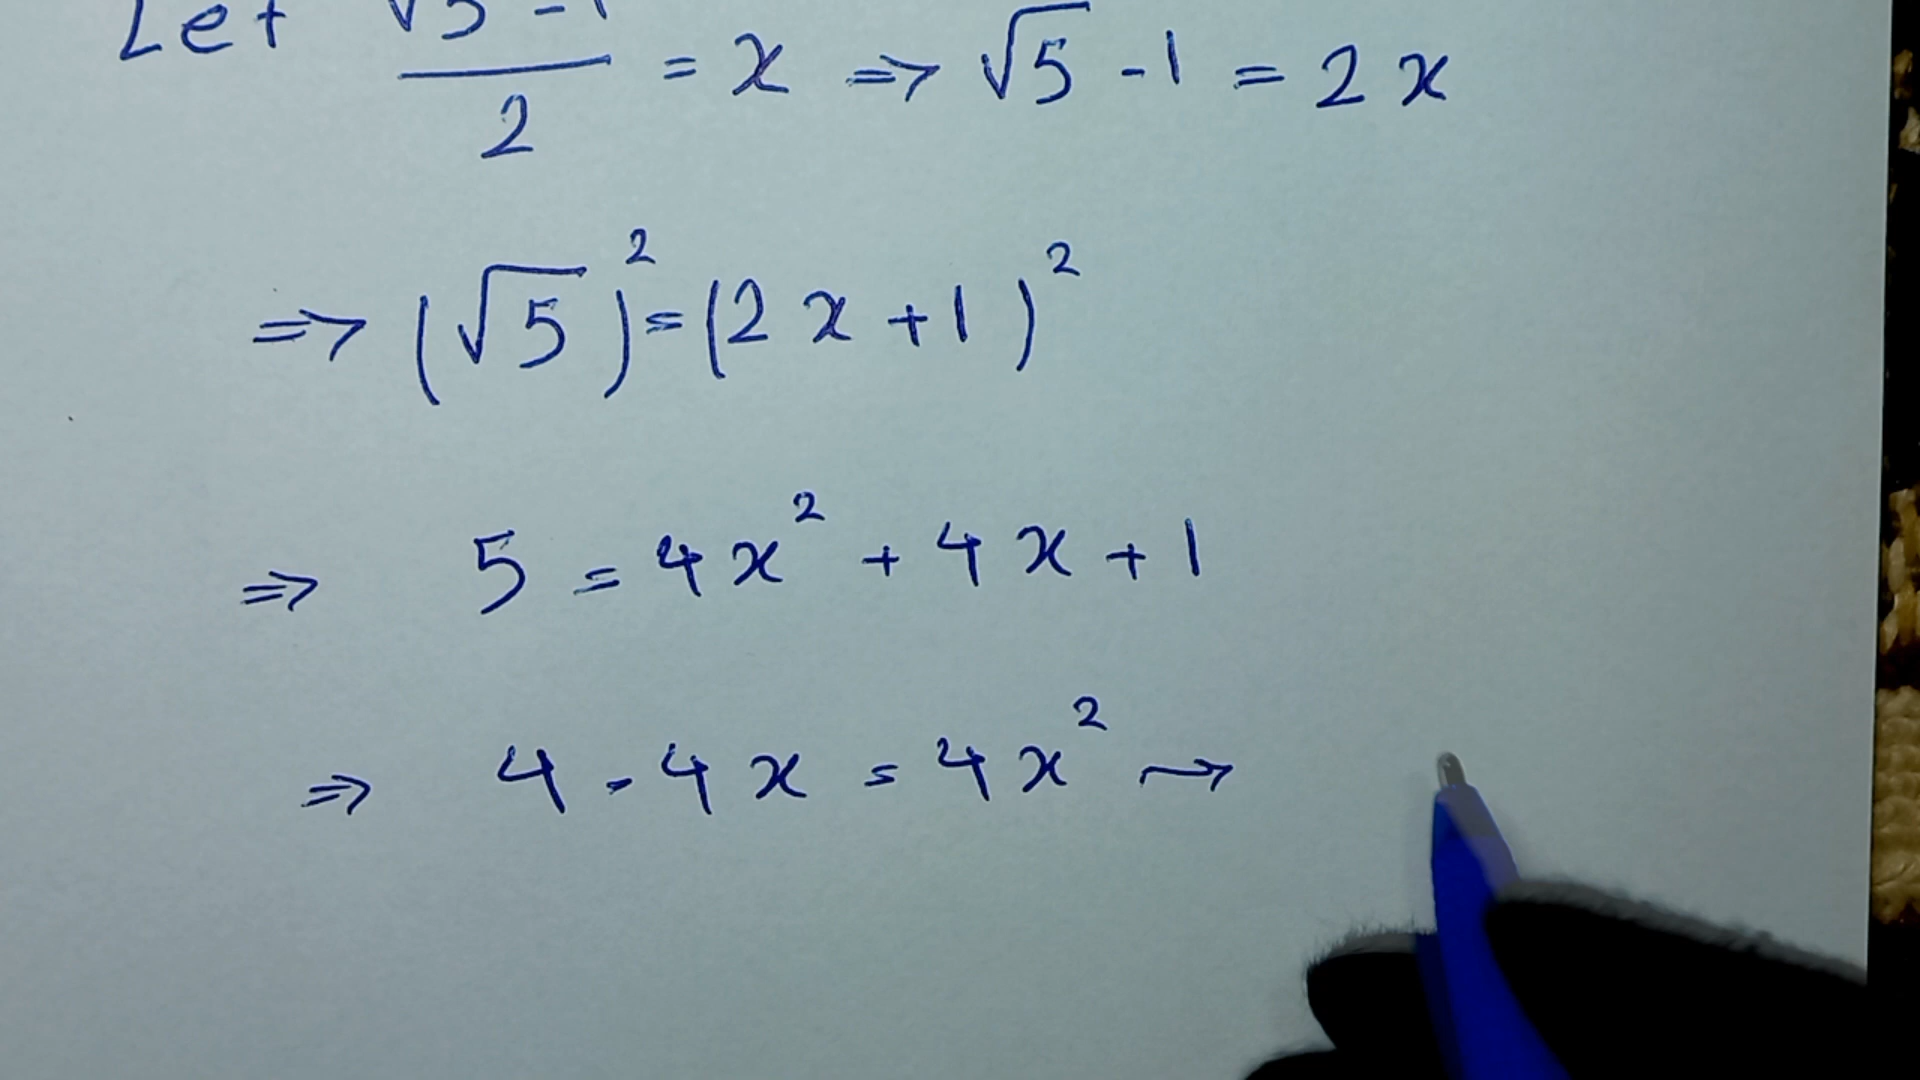 Let (√5 - 1)/2 = x ⇒ √5 - 1 = 2x
⇒ (√5)² = (2x + 1)²
⇒ 5 = 4x² + 4x + 1
⇒ 4 - 4x = 4x² →